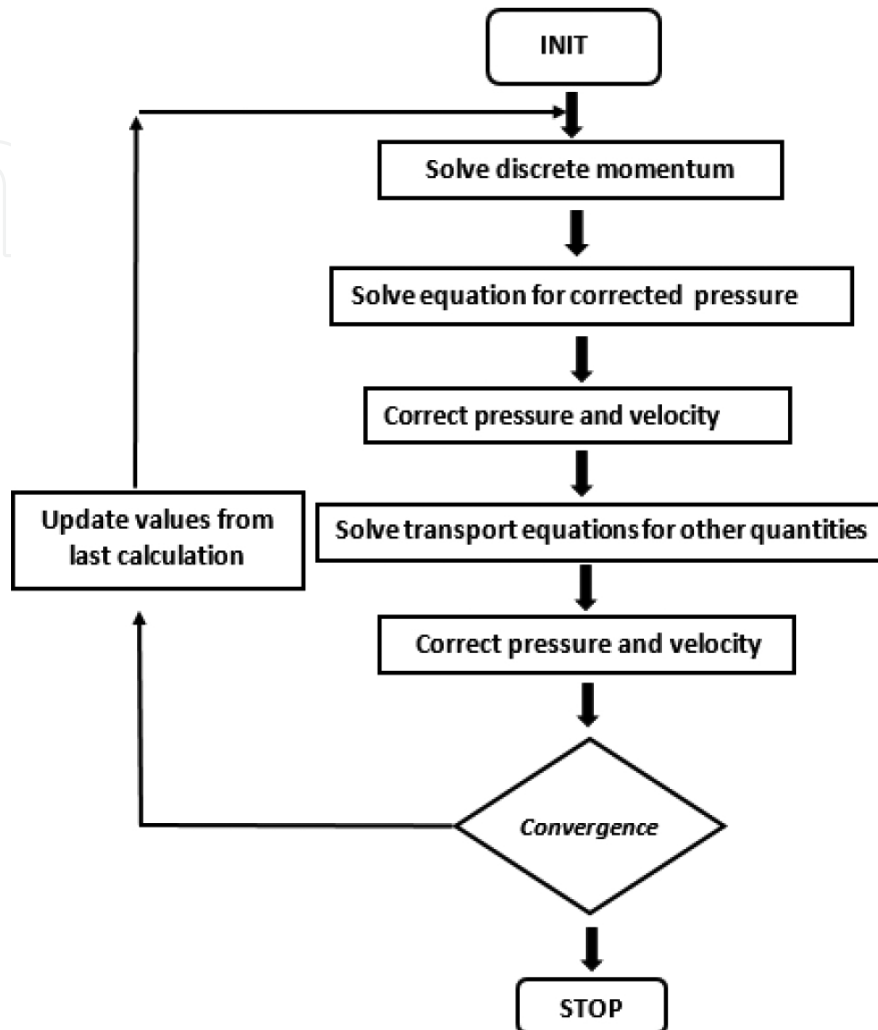 INIT
Solve discrete momentum
Solve equation for corrected pressure
Correct pressure and velocity
Update values from
last calculation
Solve transport equations for other quantities
Correct pressure and velocity
Convergence
STOP